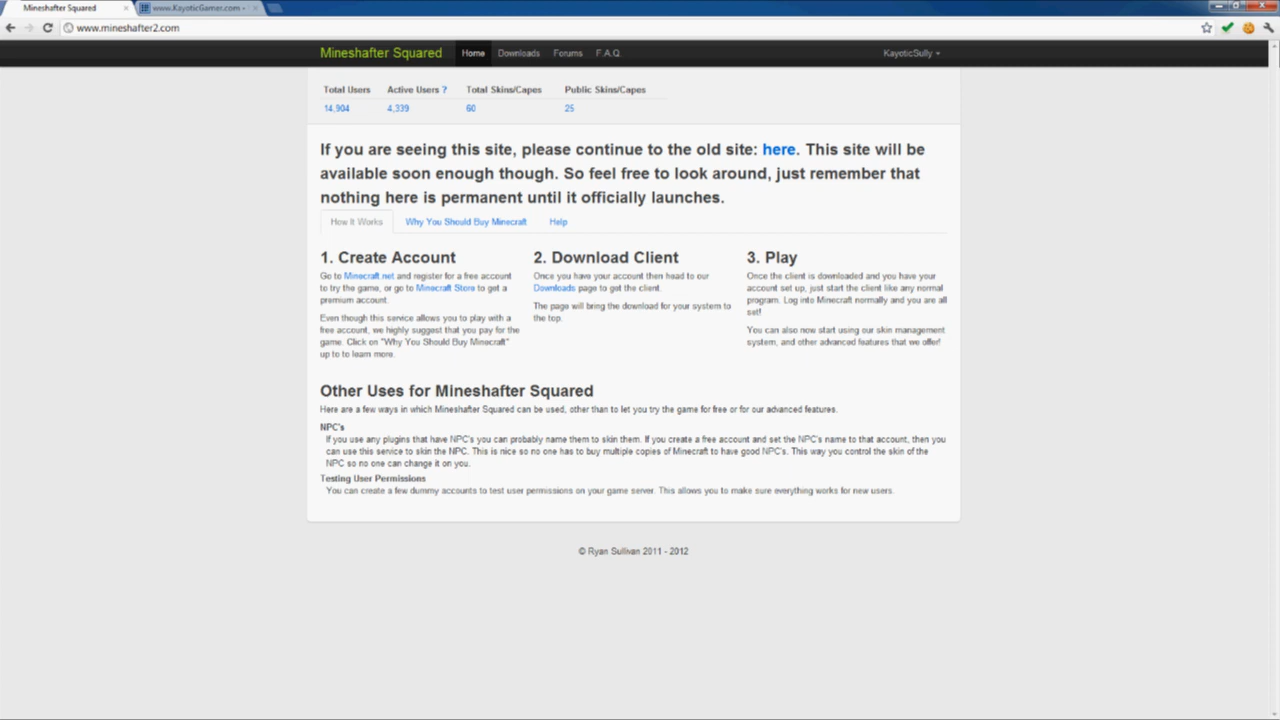 Mineshafter Squared
www.KayoticGamer.com -
www.mineshafter2.com
Mineshafter Squared Home Downloads Forums F.A.Q. KayoticSully
Total Users Active Users ? Total Skins/Capes Public Skins/Capes
14,904 4,339 60 25
If you are seeing this site, please continue to the old site: here. This site will be
available soon enough though. So feel free to look around, just remember that
nothing here is permanent until it officially launches.
How It Works Why You Should Buy Minecraft Help
1. Create Account
Go to Minecraft.net and register for a free account
to try the game, or go to Minecraft Store to get a
premium account.
Even though this service allows you to play with a
free account, we highly suggest that you pay for the
game. Click on "Why You Should Buy Minecraft"
up to to learn more.
2. Download Client
Once you have your account then head to our
Downloads page to get the client.
The page will bring the download for your system to
the top.
3. Play
Once the client is downloaded and you have your
account set up, just start the client like any normal
program. Log into Minecraft normally and you are all
set!
You can also now start using our skin management
system, and other advanced features that we offer!
Other Uses for Mineshafter Squared
Here are a few ways in which Mineshafter Squared can be used, other than to let you try the game for free or for our advanced features.
NPC's
If you use any plugins that have NPC's you can probably name them to skin them. If you create a free account and set the NPC's name to that account, then you
can use this service to skin the NPC. This is nice so no one has to buy multiple copies of Minecraft to have good NPC's. This way you control the skin of the
NPC so no one can change it on you.
Testing User Permissions
You can create a few dummy accounts to test user permissions on your game server. This allows you to make sure everything works for new users.
© Ryan Sullivan 2011 - 2012